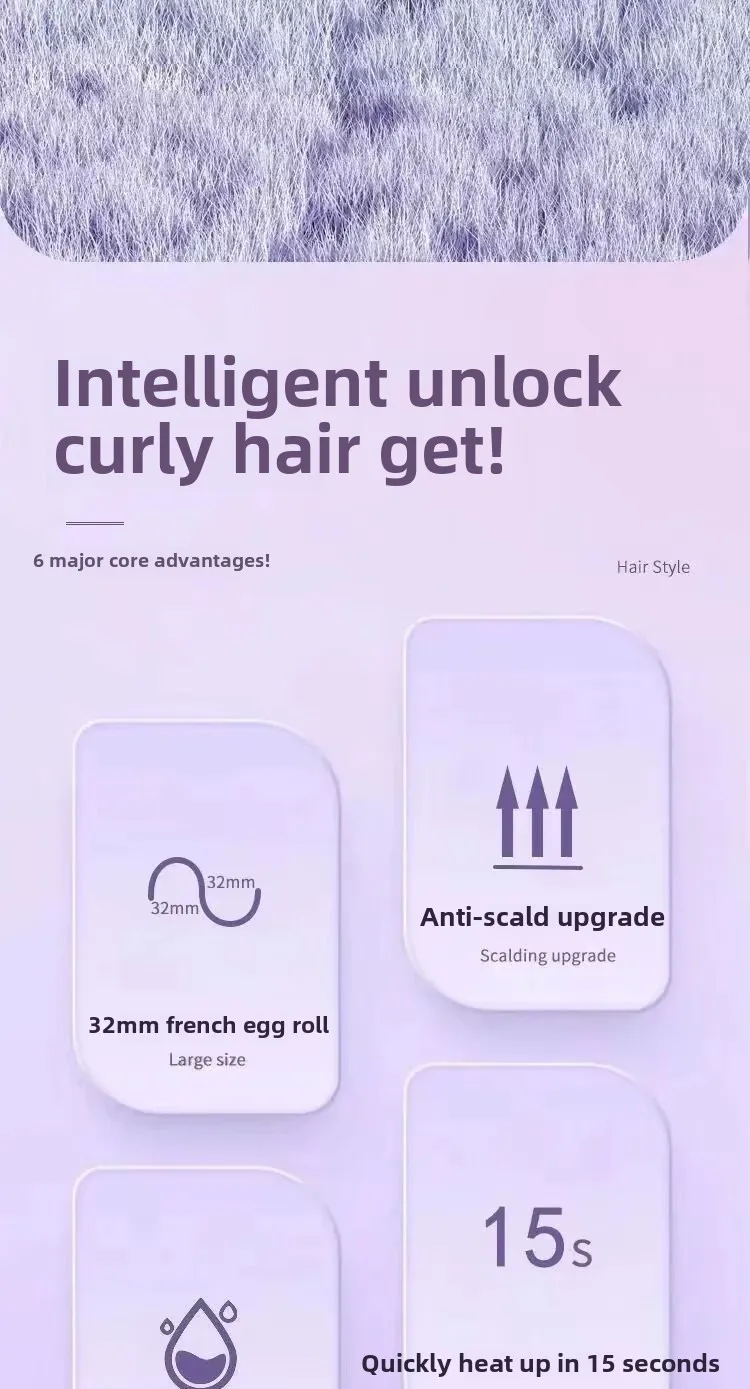 Intelligent unlock
curly hair get!
6 major core advantages!
Hair Style
32mm
32mm
32mm french egg roll
Large size
Anti-scald upgrade
Scalding upgrade
15s
Quickly heat up in 15 seconds